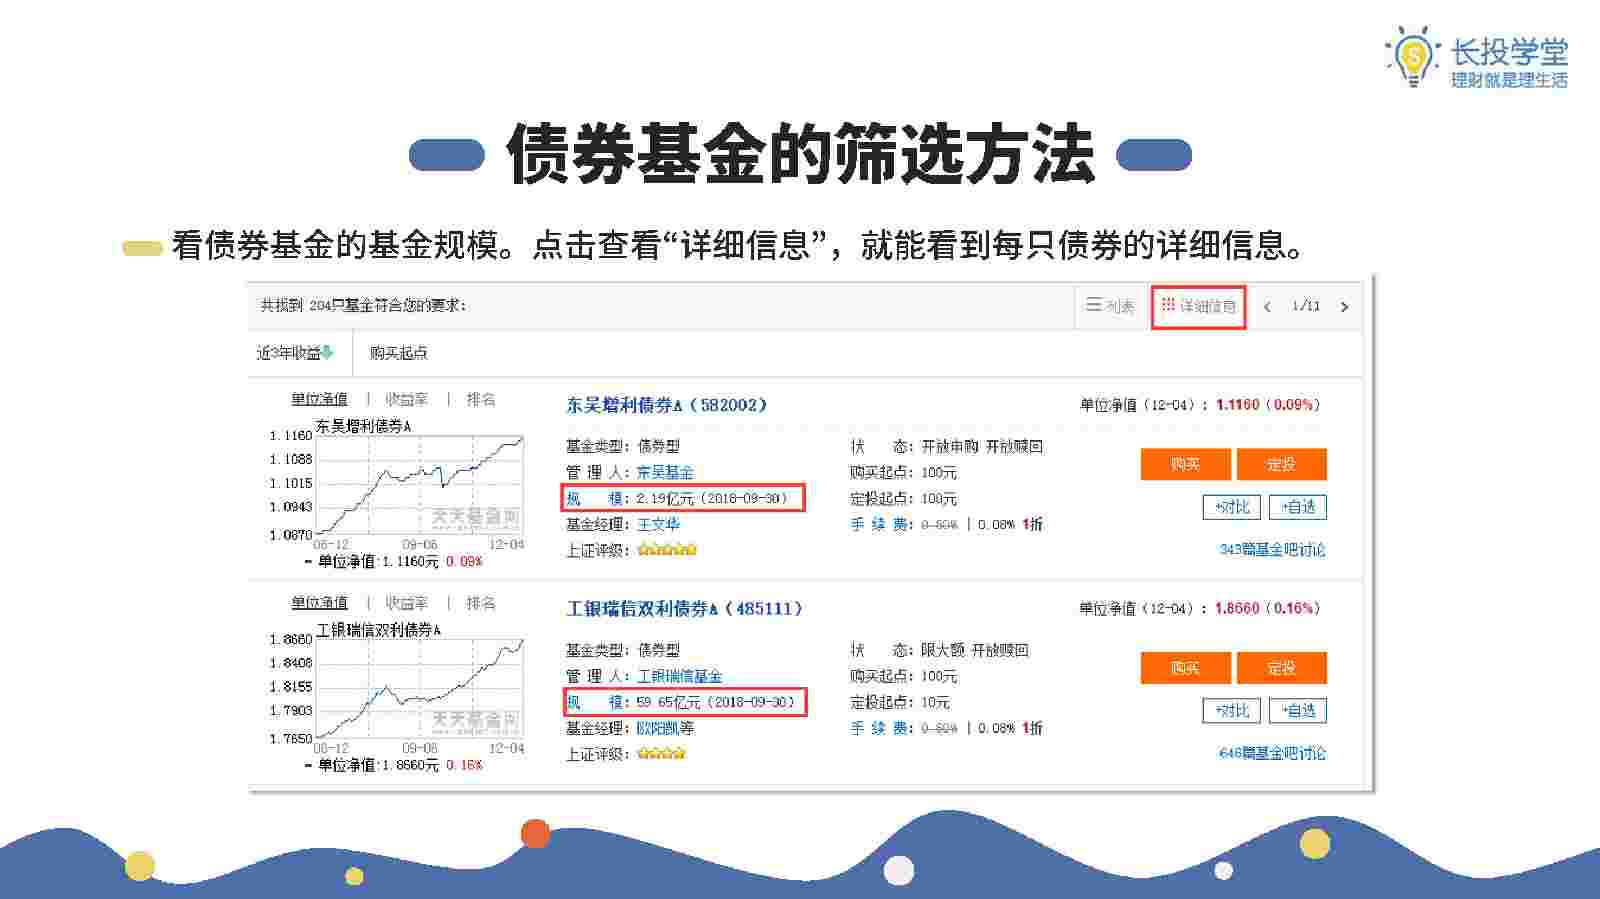 长投学堂
理财就是理生活
债券基金的筛选方法
看债券基金的基金规模。点击查看“详细信息”，就能看到每只债券的详细信息。
共找到 204只基金符合您的要求:
列表
详细信息
< 1/11 >
近3年收益
购买起点
单位净值 | 收益率 | 排名
东吴增利债券A
1.1160
1.1088
1.1015
1.0943
1.0870
天天基金网
06-12 09-06 12-04
单位净值:1.1160元 0.09%
东吴增利债券A（582002）
单位净值（12-04）: 1.1160（0.09%）
基金类型: 债券型
状 态: 开放申购 开放赎回
管 理 人: 东吴基金
购买起点: 100元
规 模: 2.19亿元（2018-09-30）
定投起点: 100元
基金经理: 王文华
手 续 费: 0.80% | 0.08% 1折
上证评级:
购买 定投
+对比 +自选
343篇基金吧讨论
单位净值 | 收益率 | 排名
工银瑞信双利债券A
1.8660
1.8408
1.8155
1.7903
1.7650
天天基金网
06-12 09-06 12-04
单位净值:1.8660元 0.16%
工银瑞信双利债券A（485111）
单位净值（12-04）: 1.8660（0.16%）
基金类型: 债券型
状 态: 限大额 开放赎回
管 理 人: 工银瑞信基金
购买起点: 100元
规 模: 59.65亿元（2018-09-30）
定投起点: 10元
基金经理: 欧阳凯等
手 续 费: 0.80% | 0.08% 1折
上证评级:
购买 定投
+对比 +自选
646篇基金吧讨论